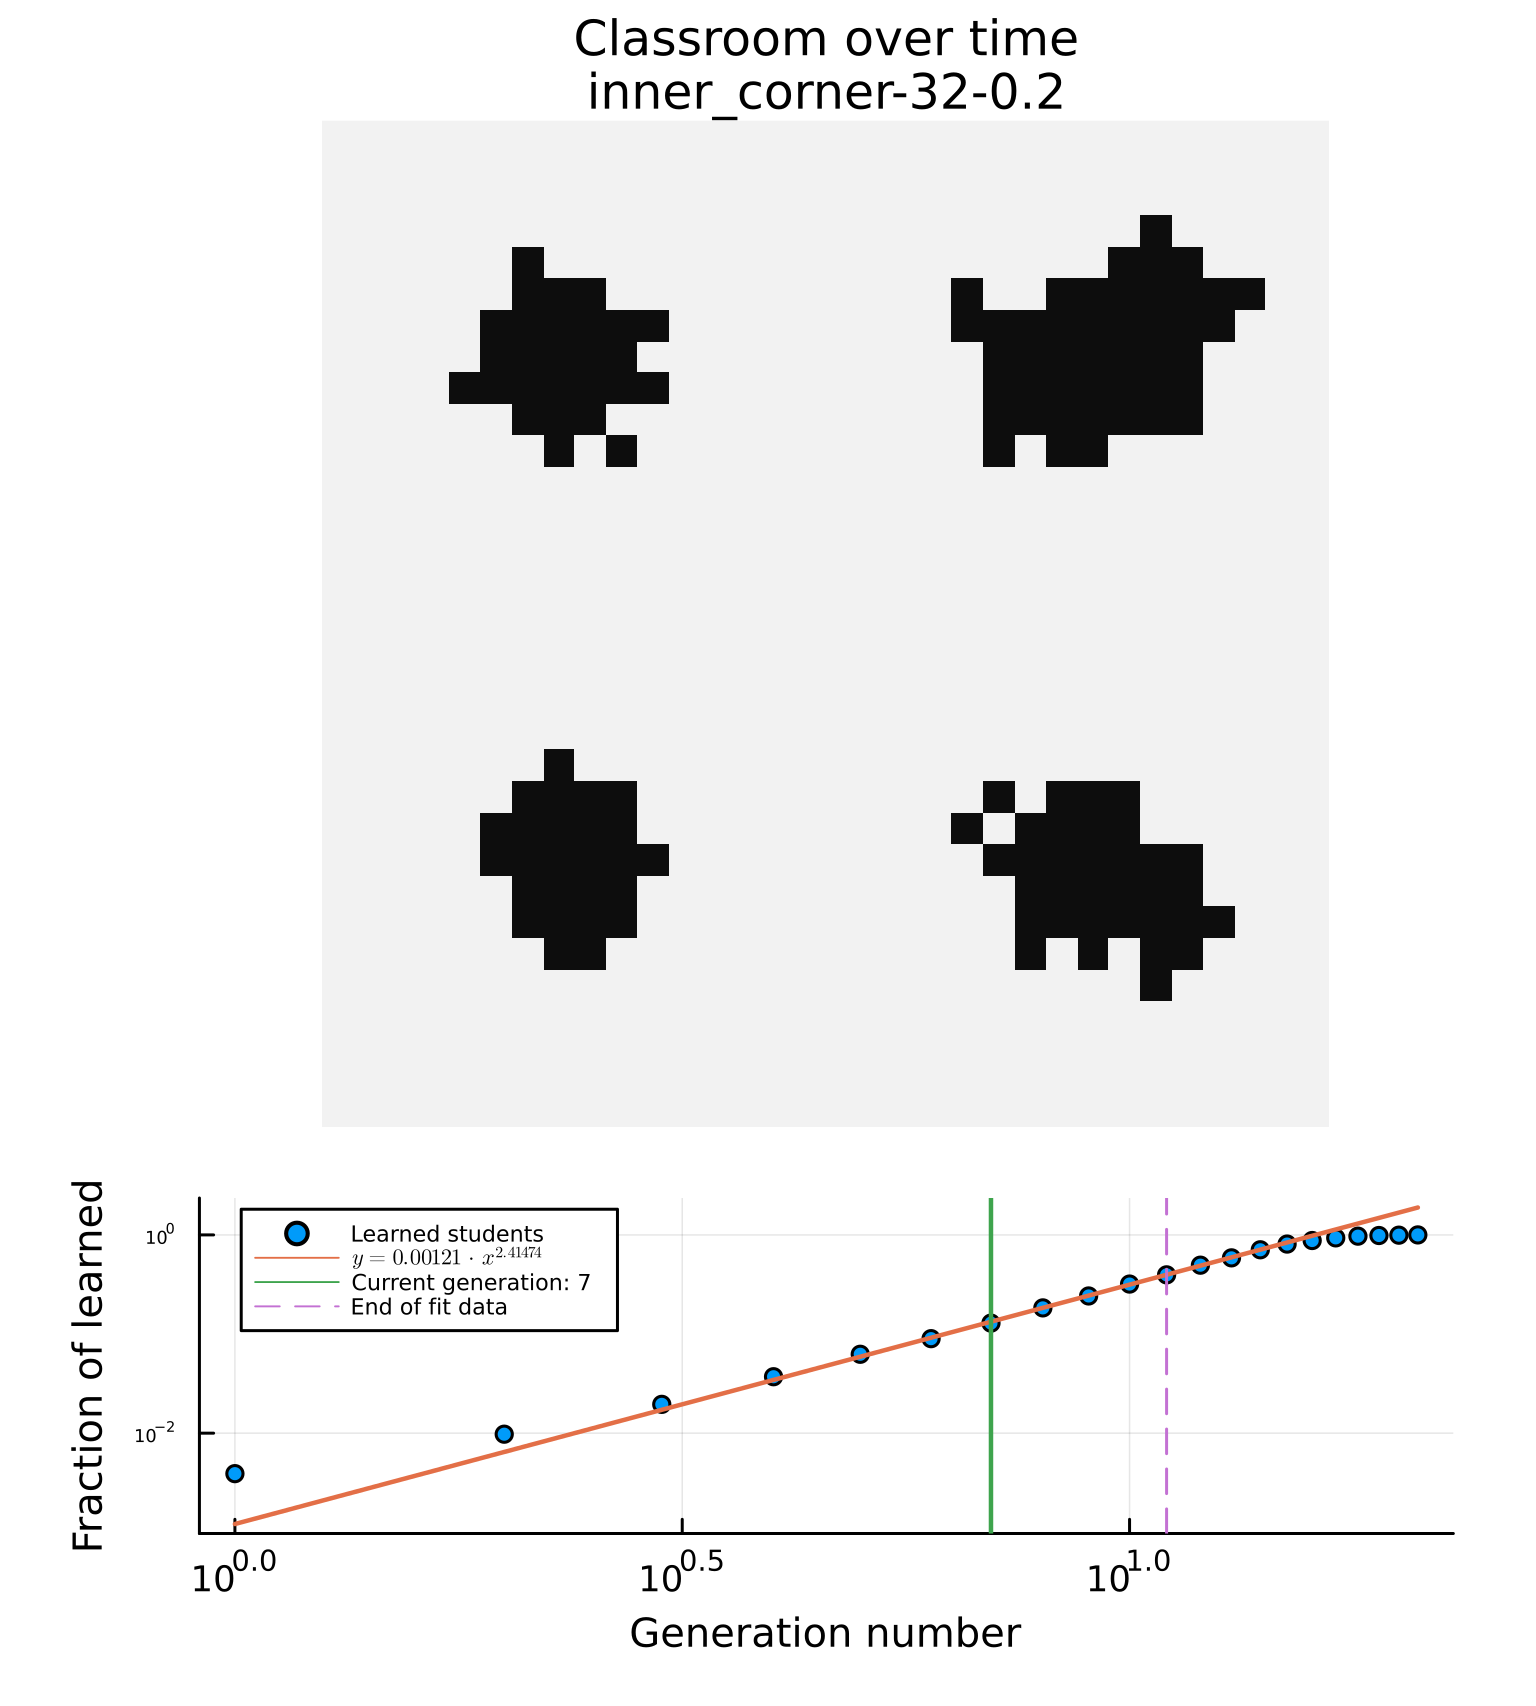 Classroom over time
inner_corner-32-0.2
Fraction of learned
10^0
10^-2
Learned students
y = 0.00121 · x^2.41474
Current generation: 7
End of fit data
10^0.0
10^0.5
10^1.0
Generation number